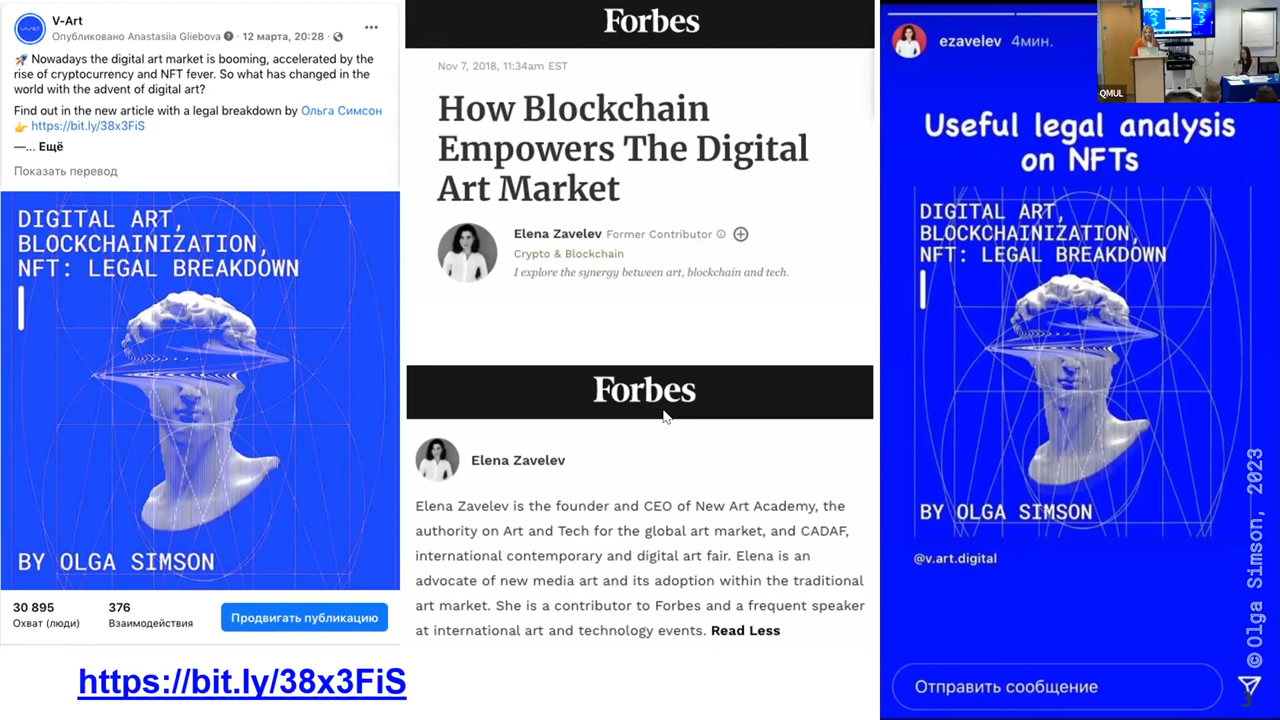 V-Art
Опубликовано Anastasiia Gliebova
12 марта, 20:28
🚀 Nowadays the digital art market is booming, accelerated by the
rise of cryptocurrency and NFT fever. So what has changed in the
world with the advent of digital art?
Find out in the new article with a legal breakdown by Ольга Симсон
👉 https://bit.ly/38x3FiS
—... Ещё
Показать перевод
DIGITAL ART,
BLOCKCHAINIZATION,
NFT: LEGAL BREAKDOWN
BY OLGA SIMSON
30 895
Охват (люди)
376
Взаимодействия
Продвигать публикацию
https://bit.ly/38x3FiS
Forbes
Nov 7, 2018, 11:34am EST
How Blockchain
Empowers The Digital
Art Market
Elena Zavelev Former Contributor
Crypto & Blockchain
I explore the synergy between art, blockchain and tech.
Forbes
Elena Zavelev
Elena Zavelev is the founder and CEO of New Art Academy, the
authority on Art and Tech for the global art market, and CADAF,
international contemporary and digital art fair. Elena is an
advocate of new media art and its adoption within the traditional
art market. She is a contributor to Forbes and a frequent speaker
at international art and technology events. Read Less
ezavelev 4мин.
QMUL
Useful legal analysis
on NFTs
DIGITAL ART,
BLOCKCHAINIZATION,
NFT: LEGAL BREAKDOWN
BY OLGA SIMSON
@v.art.digital
Отправить сообщение
© Olga Simson, 2023
3